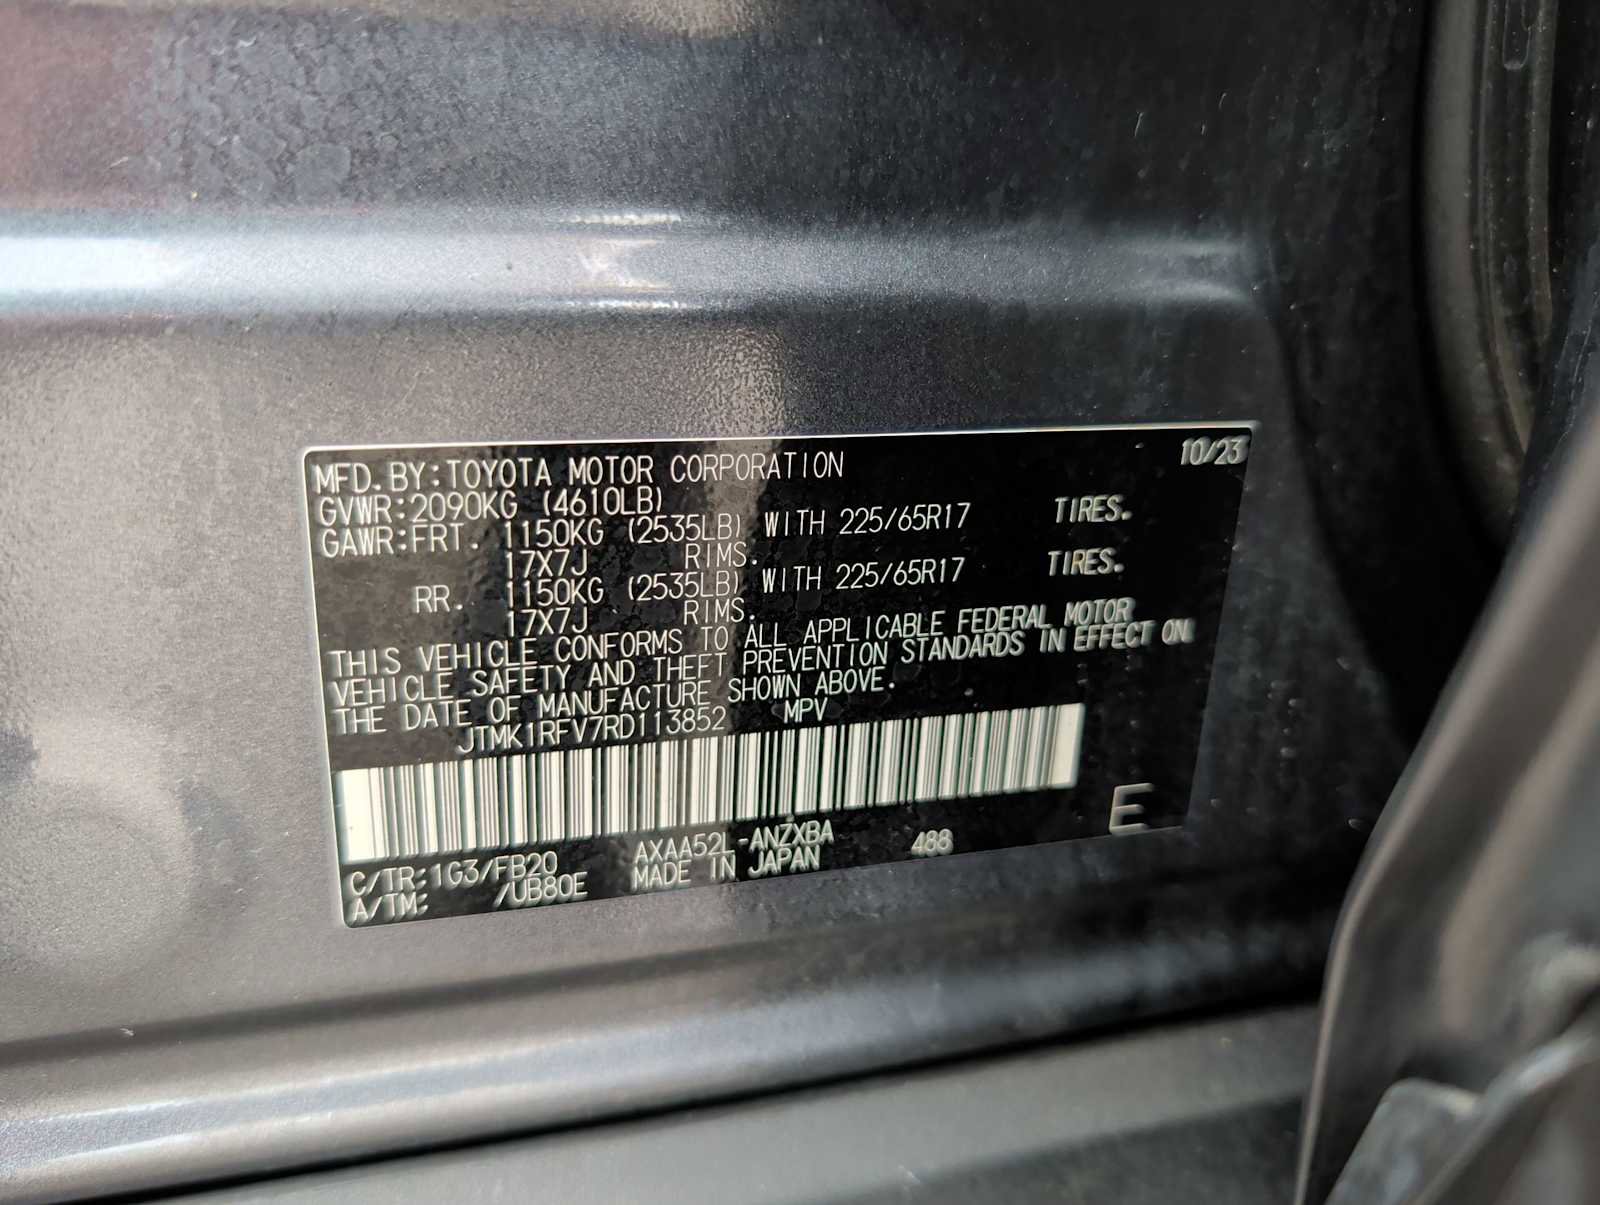 MFD.BY:TOYOTA MOTOR CORPORATION 10/23
GVWR:2090KG (4610LB)
GAWR:FRT. 1150KG (2535LB) WITH 225/65R17 TIRES.
17X7J RIMS.
RR. 1150KG (2535LB) WITH 225/65R17 TIRES.
17X7J RIMS.
THIS VEHICLE CONFORMS TO ALL APPLICABLE FEDERAL MOTOR
VEHICLE SAFETY AND THEFT PREVENTION STANDARDS IN EFFECT ON
THE DATE OF MANUFACTURE SHOWN ABOVE.
JTMK1RFV7RD113852 MPV
E
C/TR:1G3/FB20 AXAA52L-ANZXBA 488
A/TM: /UB80E MADE IN JAPAN